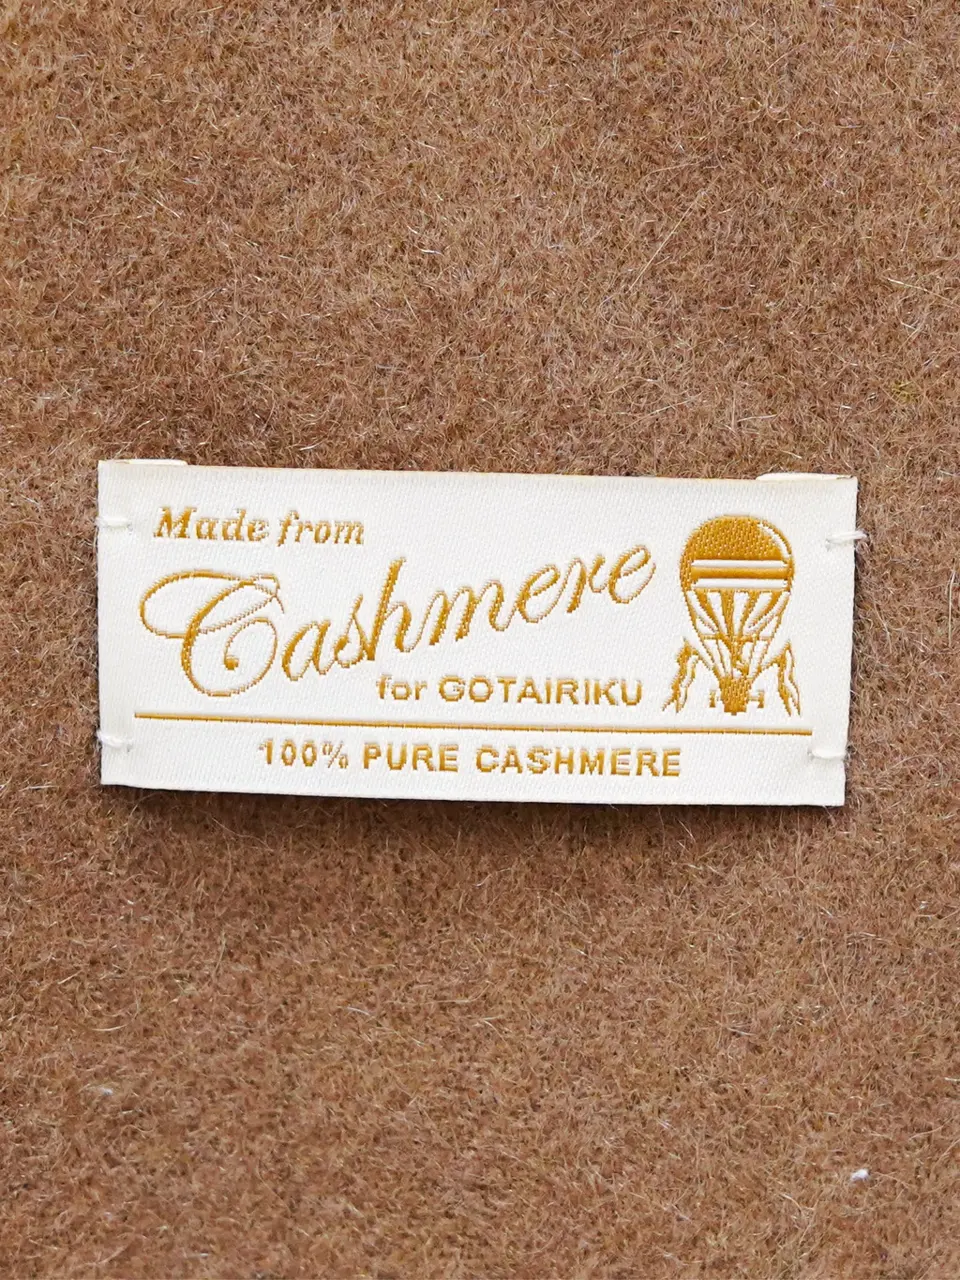 Made from
Cashmere
for GOTAIRIKU
100% PURE CASHMERE